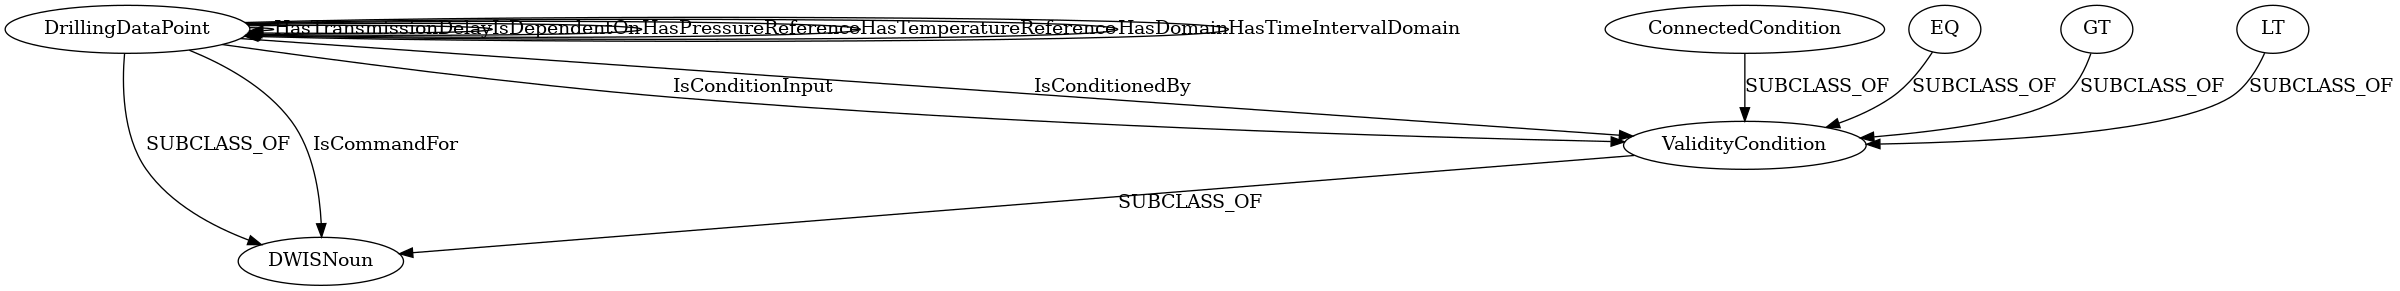 DrillingDataPoint
HasTransmissionDelay
IsDependentOn
HasPressureReference
HasTemperatureReference
HasDomain
HasTimeIntervalDomain
ConnectedCondition
EQ
GT
LT
IsConditionInput
IsConditionedBy
SUBCLASS_OF
SUBCLASS_OF
SUBCLASS_OF
SUBCLASS_OF
SUBCLASS_OF
IsCommandFor
ValidityCondition
SUBCLASS_OF
DWISNoun